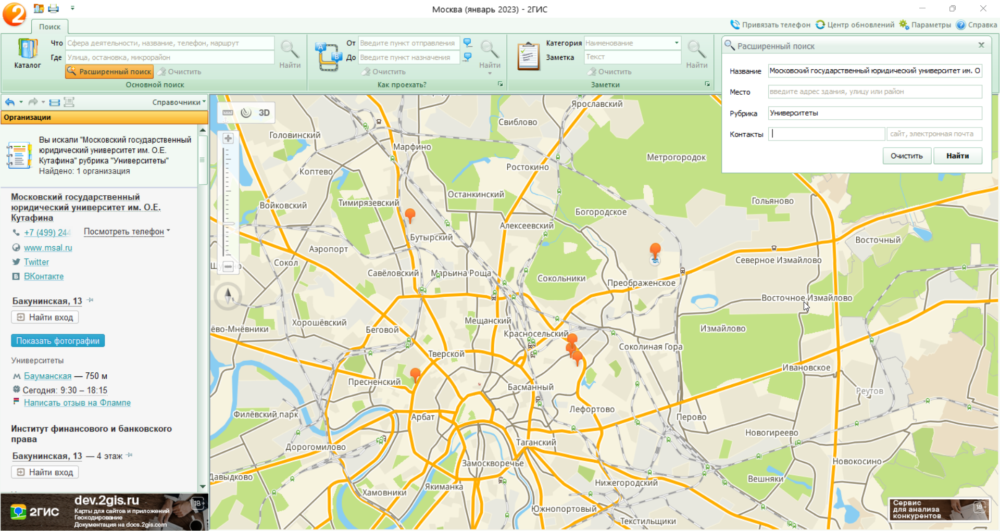 Москва (январь 2023) - 2ГИС
Поиск
Привязать телефон
Центр обновлений
Параметры
Справка
Каталог
Что
Сфера деятельности, название, телефон, маршрут
Где
Улица, остановка, микрорайон
Расширенный поиск
Очистить
Найти
Основной поиск
От
Введите пункт отправления
До
Введите пункт назначения
Очистить
Найти
Как проехать?
Категория
Наименование
Заметка
Текст
Очистить
Найти
Заметки
Расширенный поиск
Название
Московский государственный юридический университет им. О
Место
введите адрес здания, улицу или район
Рубрика
Университеты
Контакты
сайт, электронная почта
Очистить
Найти
Справочники
Организации
Вы искали "Московский государственный
юридический университет им. О.Е.
Кутафина" рубрика "Университеты"
Найдено: 1 организация
Московский государственный
юридический университет им. О.Е.
Кутафина
+7 (499) 244
Посмотреть телефон
www.msal.ru
Twitter
ВКонтакте
Бакунинская, 13
Найти вход
Показать фотографии
Университеты
Бауманская — 750 м
Сегодня: 9:30 – 18:15
Написать отзыв на Флампе
Институт финансового и банковского
права
Бакунинская, 13 — 4 этаж
Найти вход
2ГИС
dev.2gis.ru
Карты для сайтов и приложений
Геокодирование
Документация на docs.2gis.com
18+
3D
Ярославский
Свиблово
Головинский
Марфино
Метрогородок
Ростокино
Коптево
Останкинский
Гольяново
Тимирязевский
Войковский
Богородское
Алексеевский
Бутырский
Восточный
Аэропорт
Северное Измайлово
Сокол
Савёловский
Марьина Роща
Сокольники
Преображенское
Восточное Измайлово
Мещанский
Хорошёвский
Беговой
ёво-Мнёвники
Красносельский
Измайлово
Соколиная Гора
Тверской
Ивановское
Пресненский
Басманный
Реутов
Лефортово
Филёвский парк
Арбат
Перово
Новогиреево
Таганский
Дорогомилово
Замоскворечье
Новокосино
Давыдково
Вешняки
Нижегородский
Якиманка
Хамовники
Южнопортовый
Текстильщики
Сервис
для анализа
конкурентов
18+